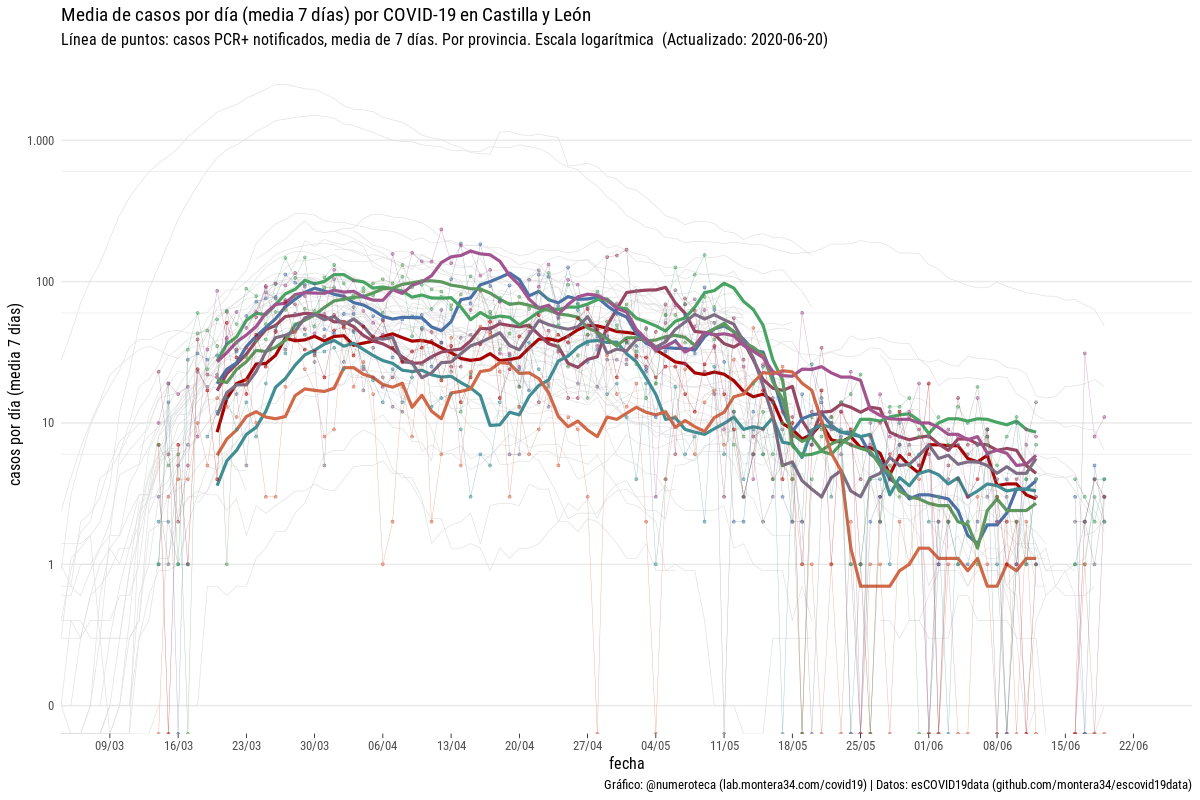 Media de casos por día (media 7 días) por COVID-19 en Castilla y León
Línea de puntos: casos PCR+ notificados, media de 7 días. Por provincia. Escala logarítmica (Actualizado: 2020-06-20)
casos por día (media 7 días)
1.000
100
10
1
0
09/03 16/03 23/03 30/03 06/04 13/04 20/04 27/04 04/05 11/05 18/05 25/05 01/06 08/06 15/06 22/06
fecha
Gráfico: @numeroteca (lab.montera34.com/covid19) | Datos: esCOVID19data (github.com/montera34/escovid19data)